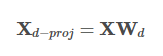 X_{d-proj} = XW_d